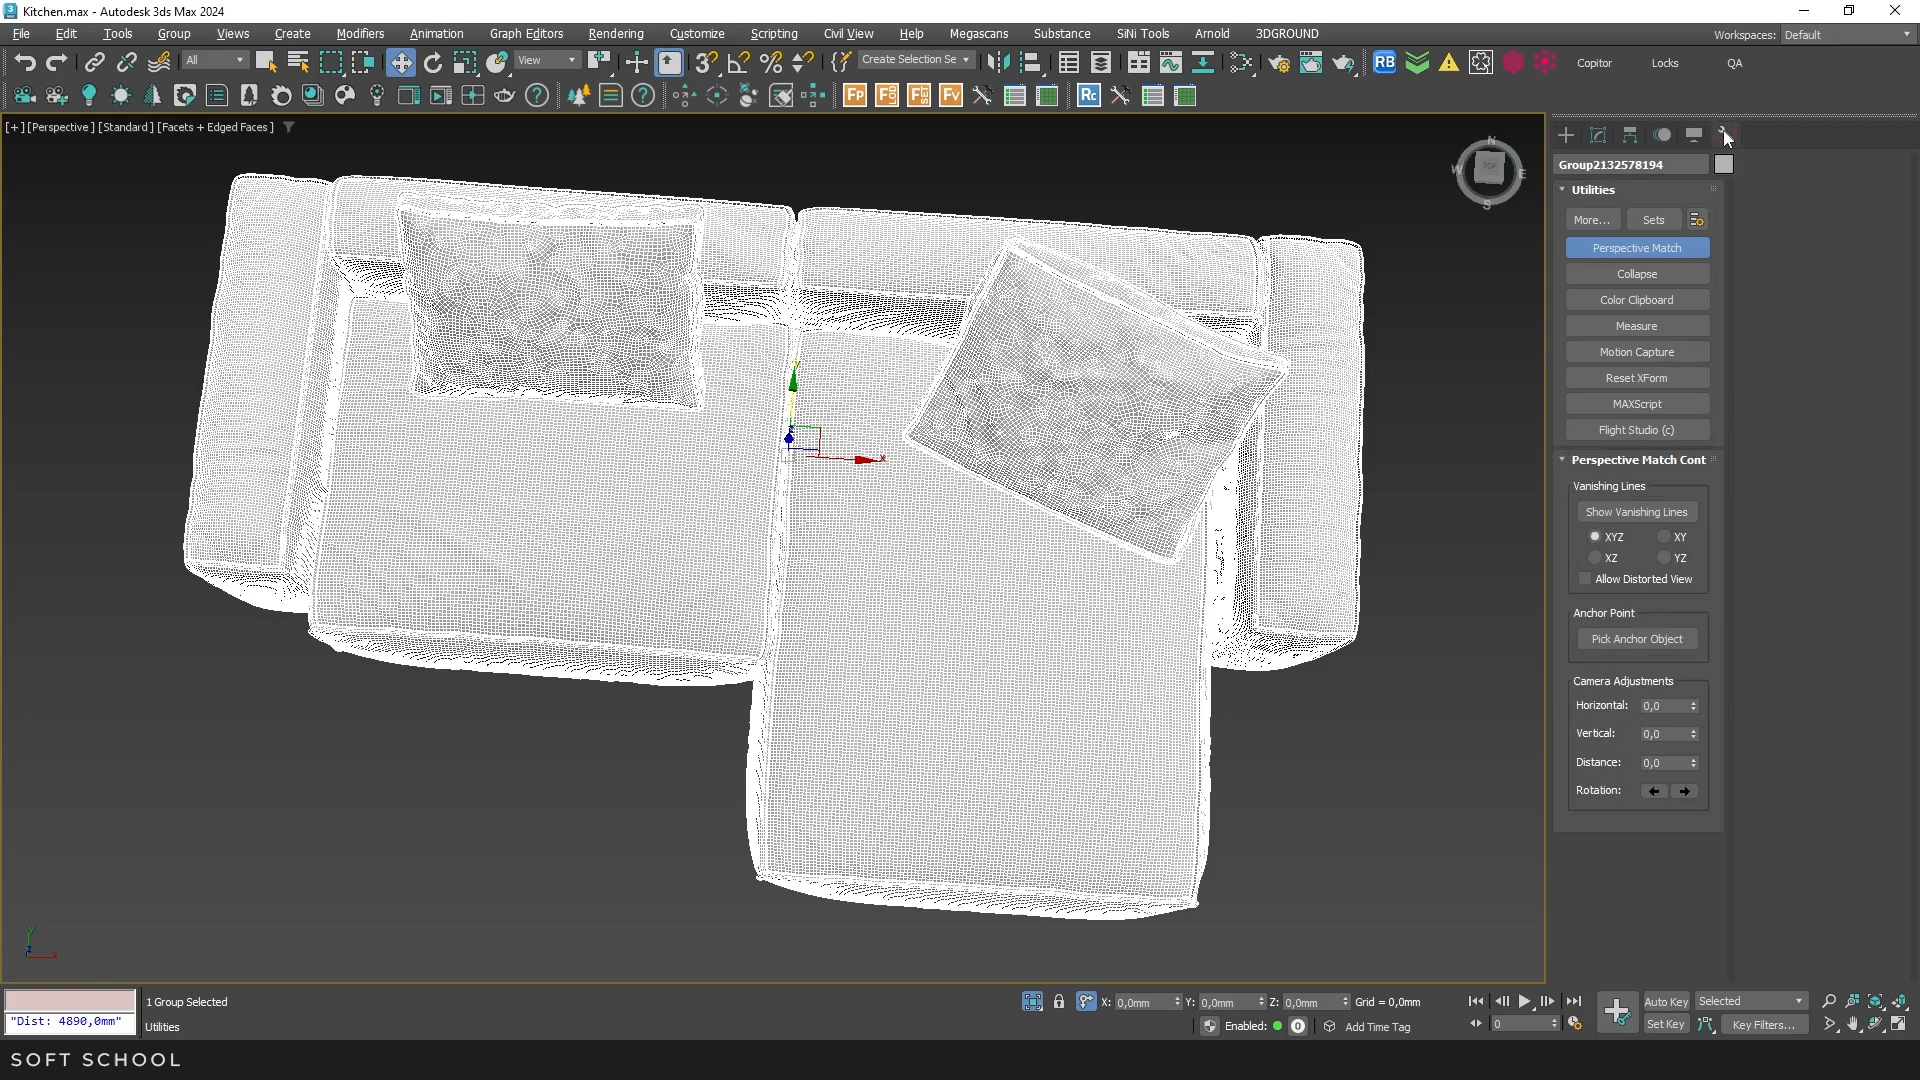 Kitchen.max - Autodesk 3ds Max 2024
File Edit Tools Group Views Create Modifiers Animation Graph Editors Rendering Customize Scripting Civil View Help Megascans Substance SiNi Tools Arnold 3DGROUND
Workspaces: Default
All View Create Selection Se RB Copitor Locks QA
Fp Fv Rc
[+] [Perspective] [Standard] [Facets + Edged Faces]
N
W TOP E
S
Group2132578194
Utilities
More... Sets
Perspective Match
Collapse
Color Clipboard
Measure
Motion Capture
Reset XForm
MAXScript
Flight Studio (c)
Perspective Match Cont
Vanishing Lines
Show Vanishing Lines
XYZ XY
XZ YZ
Allow Distorted View
Anchor Point
Pick Anchor Object
Camera Adjustments
Horizontal: 0,0
Vertical: 0,0
Distance: 0,0
Rotation:
y
x
z
y
z
x
1 Group Selected
X: 0,0mm Y: 0,0mm Z: 0,0mm Grid = 0,0mm
Auto Key Selected
"Dist: 4890,0mm"
Utilities
Enabled: 0 Add Time Tag
0
Set Key Key Filters...
SOFT SCHOOL